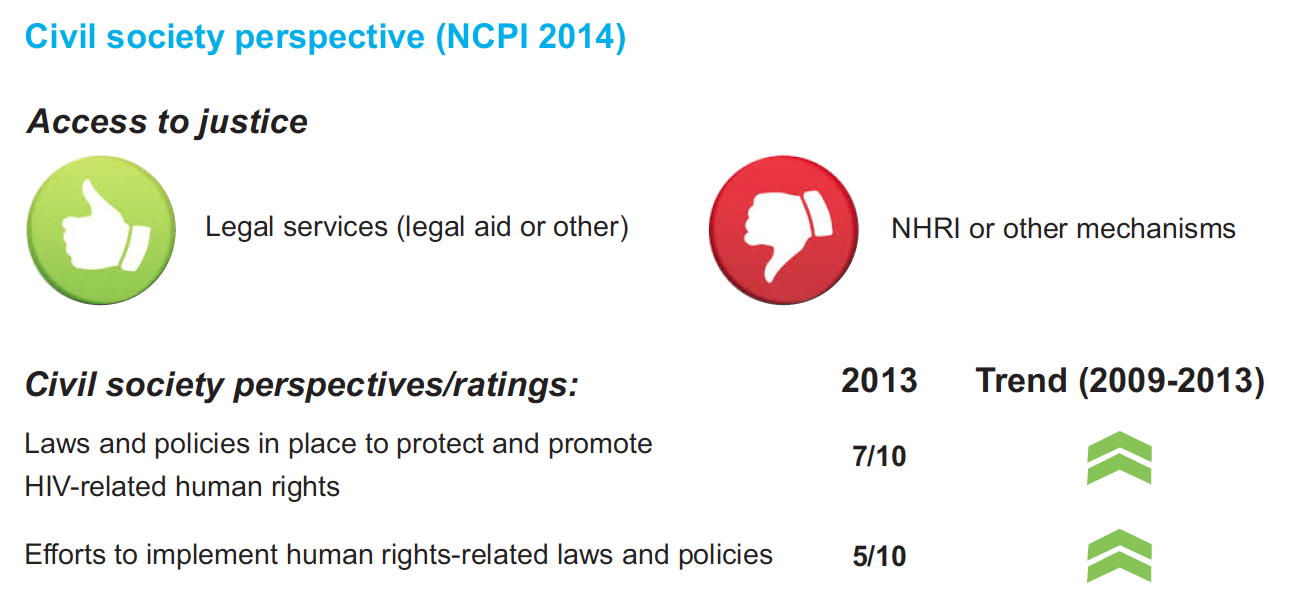 Civil society perspective (NCPI 2014)
Access to justice
Legal services (legal aid or other)
NHRI or other mechanisms
Civil society perspectives/ratings: 2013 Trend (2009-2013)
Laws and policies in place to protect and promote
HIV-related human rights
7/10
Efforts to implement human rights-related laws and policies 5/10